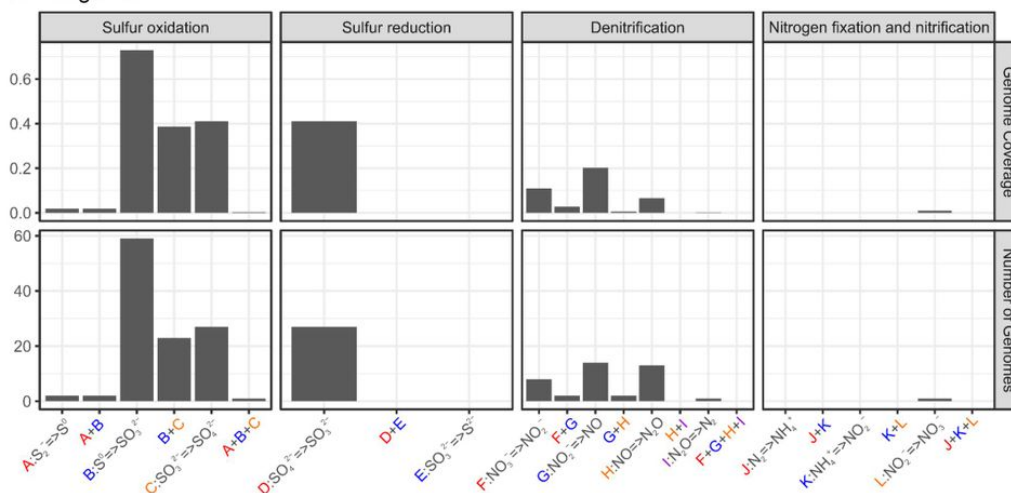 Sulfur oxidation
Sulfur reduction
Denitrification
Nitrogen fixation and nitrification
0.6
0.4
0.2
0.0
Genome Coverage
60
40
20
0
Number of Genomes
A:S₂⁻=>S⁰
A+B
B:S⁰=>SO₃²⁻
B+C
C:SO₃²⁻=>SO₄²⁻
A+B+C
D:SO₄²⁻=>SO₃²⁻
D+E
E:SO₃²⁻=>S²⁻
F:NO₃⁻=>NO₂⁻
F+G
G:NO₂⁻=>NO
G+H
H:NO=>N₂O
H+I
I:N₂O=>N₂
F+G+H+I
J:N₂=>NH₄⁺
J+K
K:NH₄⁺=>NO₂⁻
K+L
L:NO₂⁻=>NO₃⁻
J+K+L